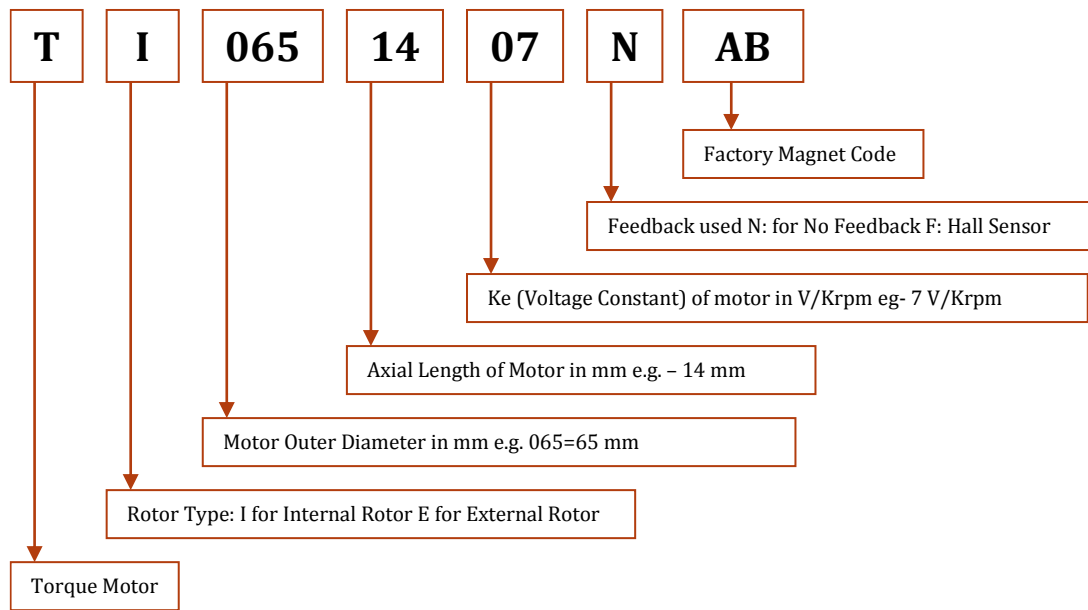 T I 065 14 07 N AB
Factory Magnet Code
Feedback used N: for No Feedback F: Hall Sensor
Ke (Voltage Constant) of motor in V/Krpm eg- 7 V/Krpm
Axial Length of Motor in mm e.g. – 14 mm
Motor Outer Diameter in mm e.g. 065=65 mm
Rotor Type: I for Internal Rotor E for External Rotor
Torque Motor